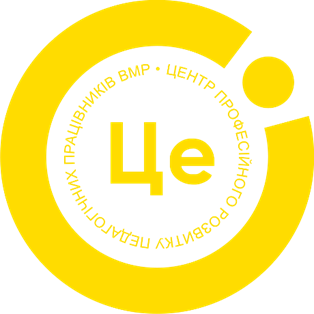 ЦЕНТР ПРОФЕСІЙНОГО РОЗВИТКУ ПЕДАГОГІЧНИХ ПРАЦІВНИКІВ ВМР •
Це